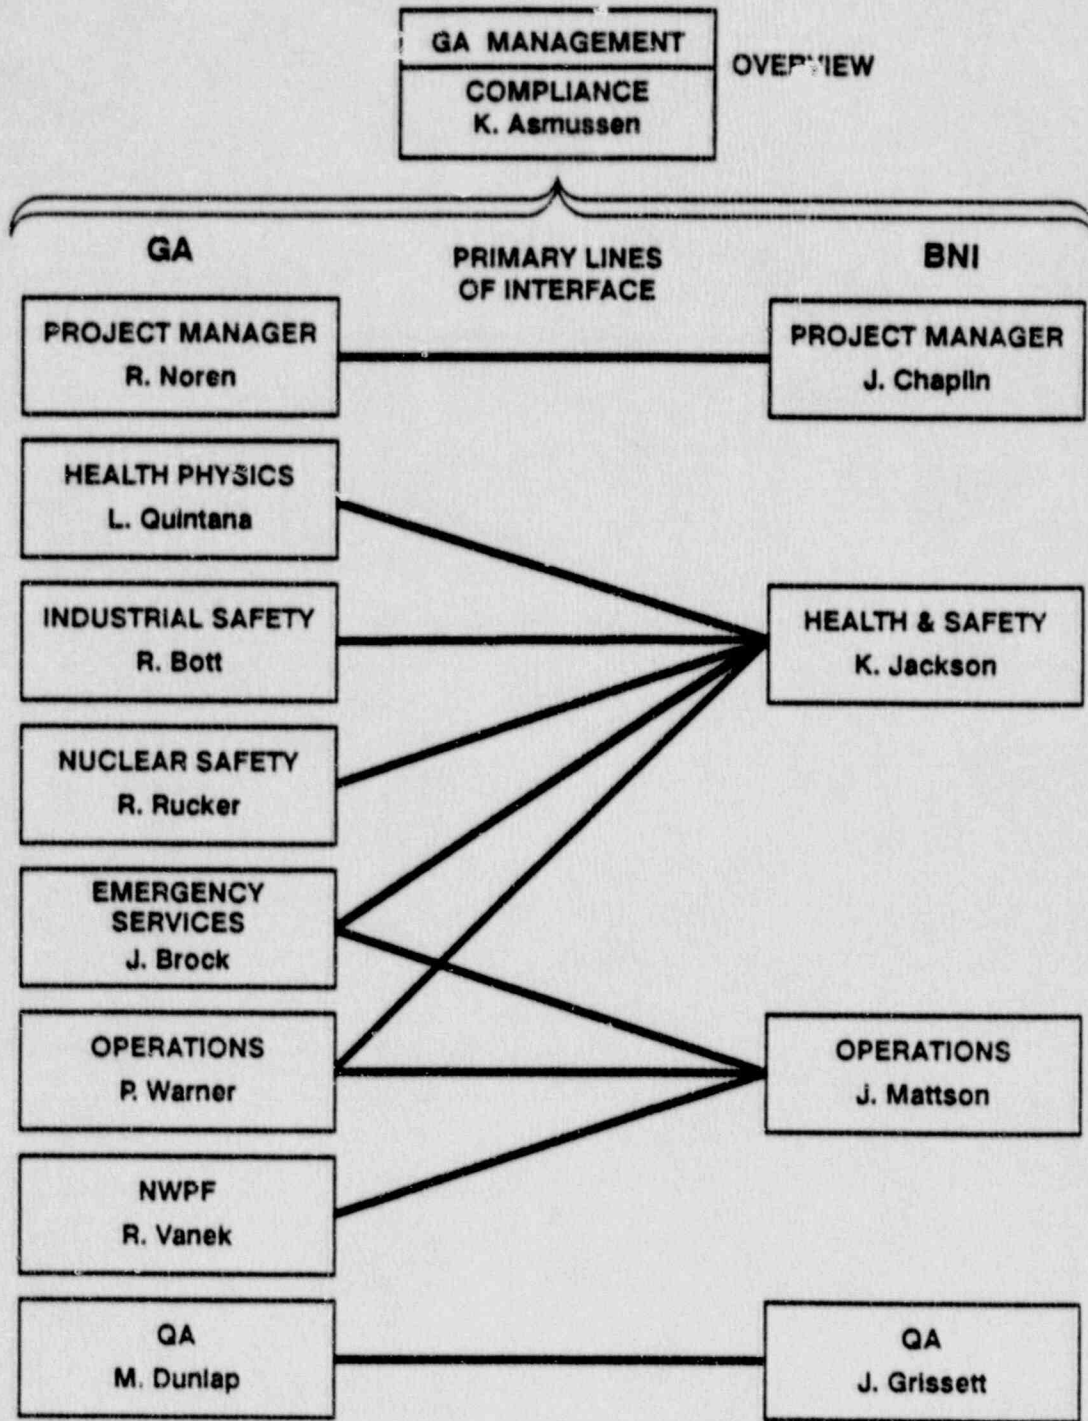 GA MANAGEMENT
COMPLIANCE
K. Asmussen
OVERVIEW
GA
PRIMARY LINES
OF INTERFACE
BNI
PROJECT MANAGER
R. Noren
PROJECT MANAGER
J. Chaplin
HEALTH PHYSICS
L. Quintana
INDUSTRIAL SAFETY
R. Bott
HEALTH & SAFETY
K. Jackson
NUCLEAR SAFETY
R. Rucker
EMERGENCY
SERVICES
J. Brock
OPERATIONS
P. Warner
OPERATIONS
J. Mattson
NWPF
R. Vanek
QA
M. Dunlap
QA
J. Grissett